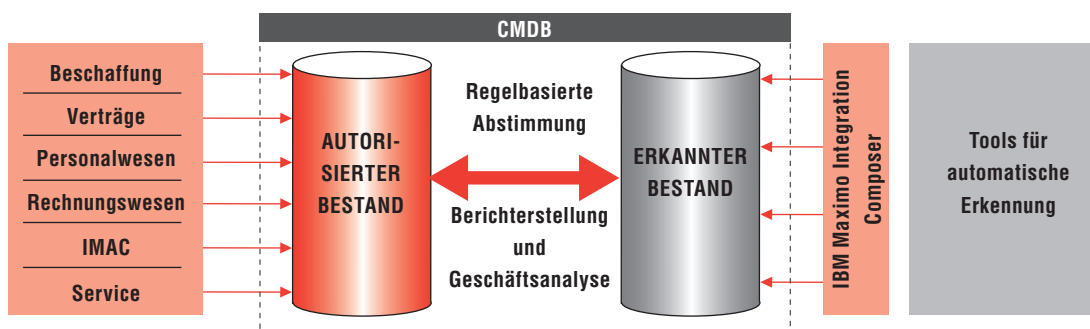 CMDB
Beschaffung
Verträge
Personalwesen
Rechnungswesen
IMAC
Service
AUTORI-
SIERTER
BESTAND
Regelbasierte
Abstimmung
Berichterstellung
und
Geschäftsanalyse
ERKANNTER
BESTAND
IBM Maximo Integration
Composer
Tools für
automatische
Erkennung